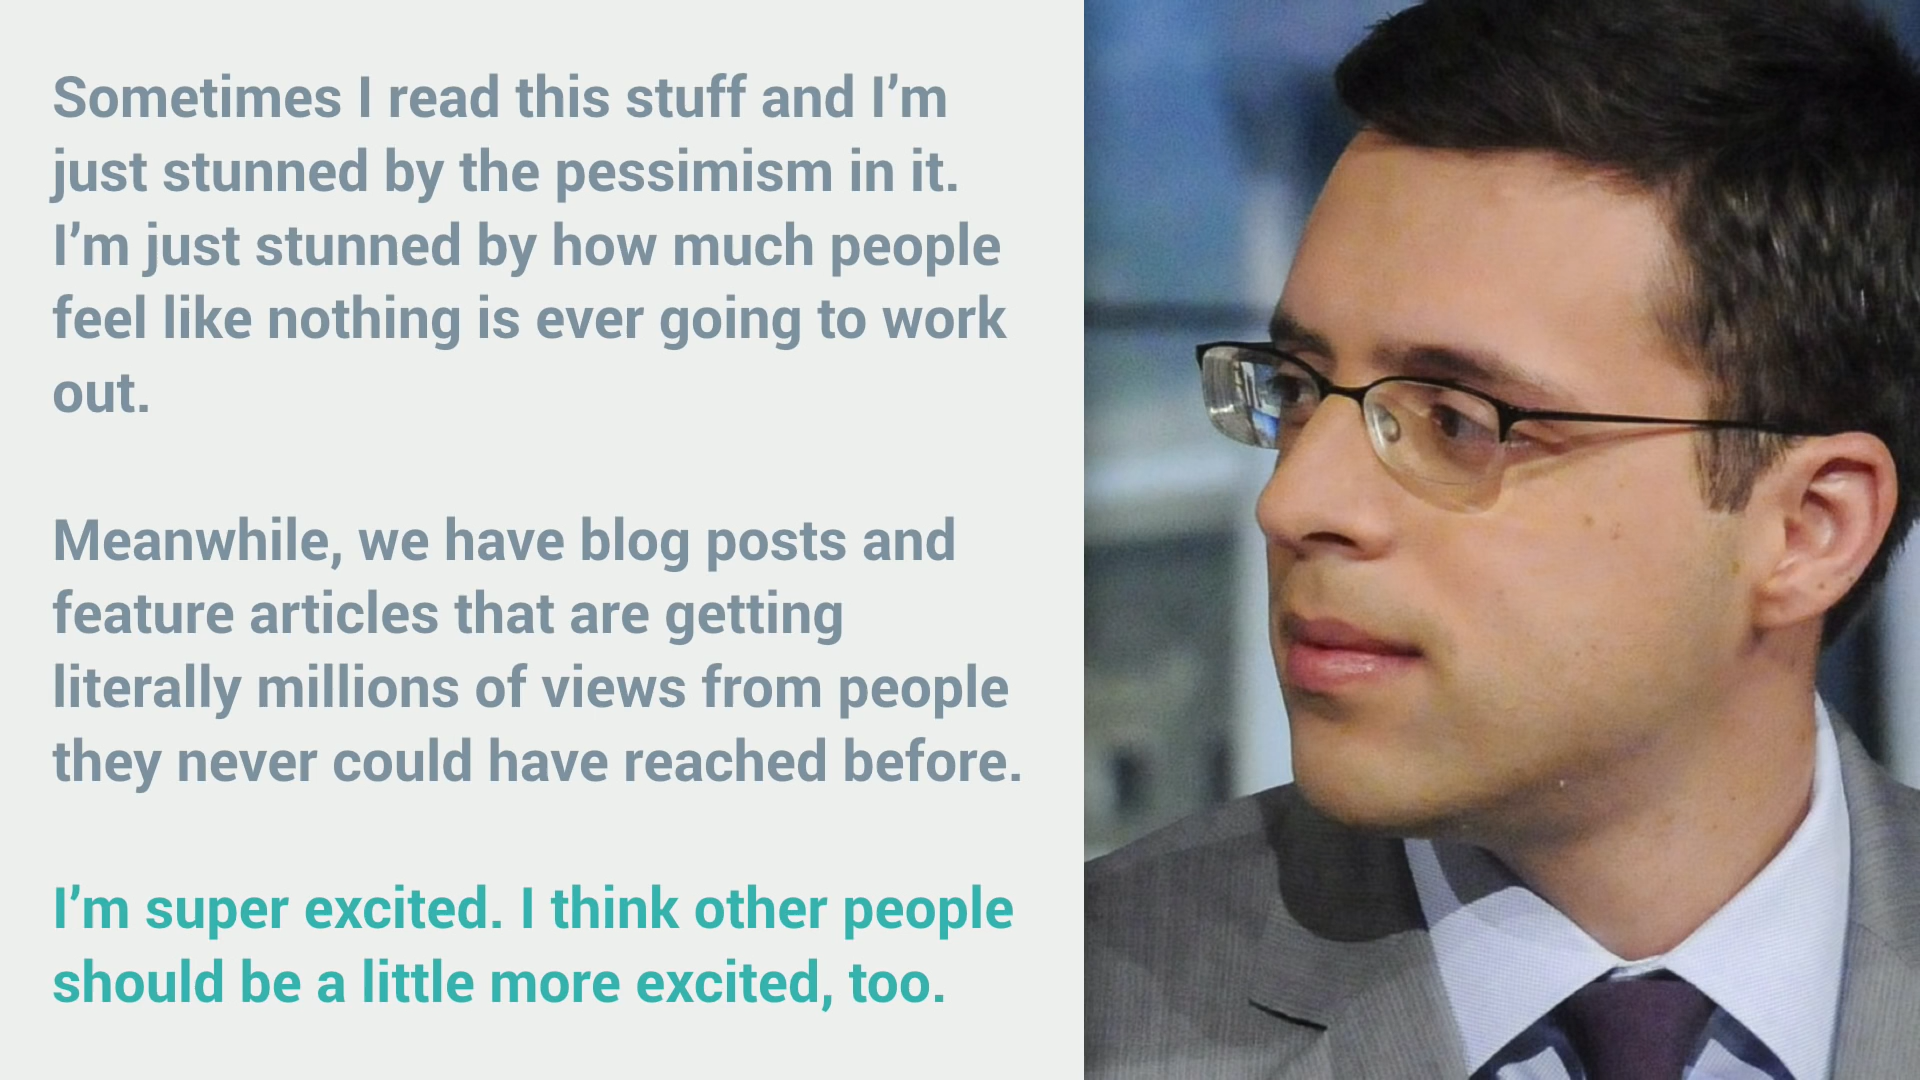 Sometimes I read this stuff and I’m
just stunned by the pessimism in it.
I’m just stunned by how much people
feel like nothing is ever going to work
out.
Meanwhile, we have blog posts and
feature articles that are getting
literally millions of views from people
they never could have reached before.
I’m super excited. I think other people
should be a little more excited, too.